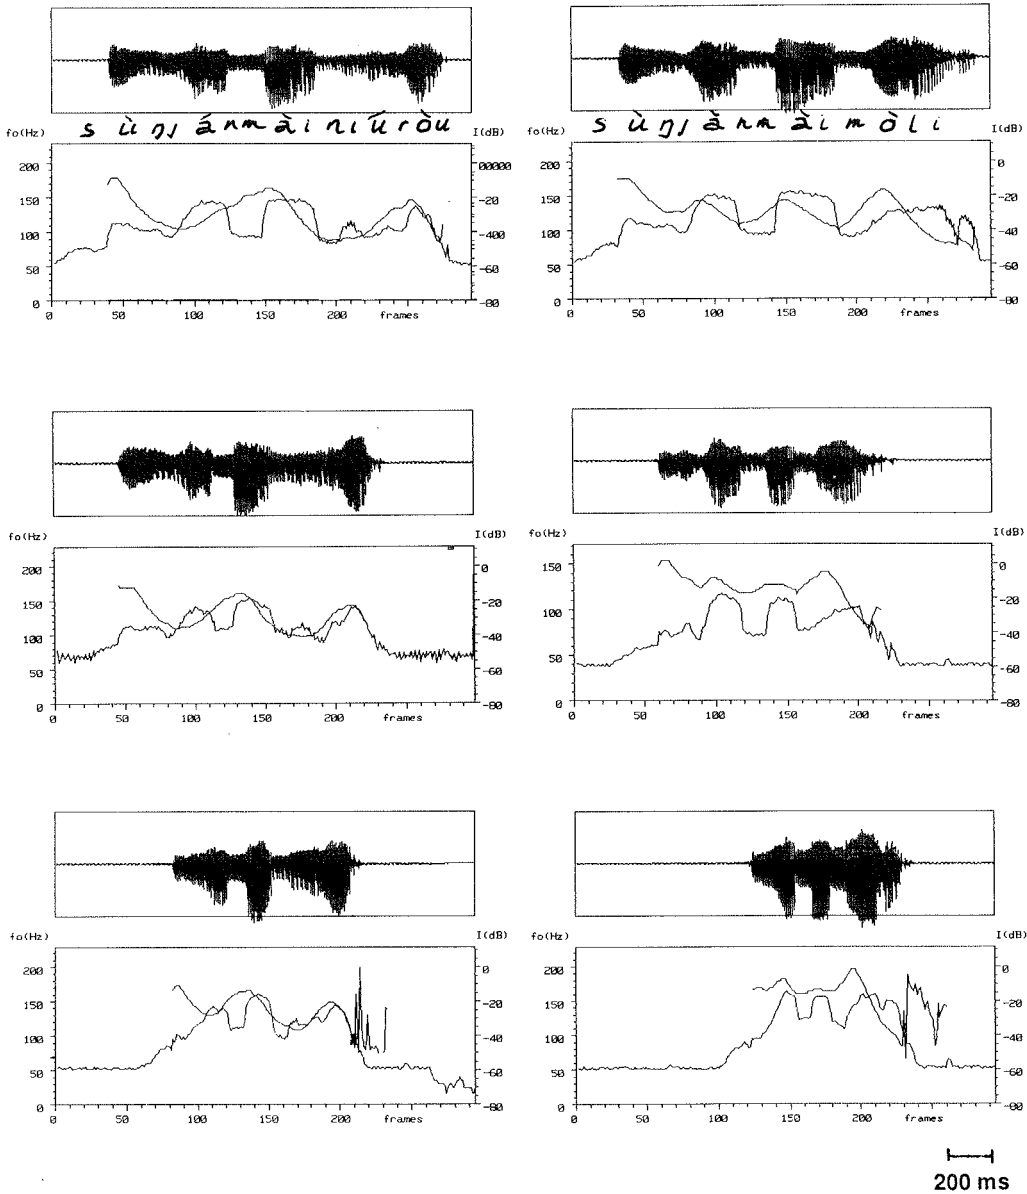 s ù ŋ ʃ á n m à i n i ú r ò u
s ù ŋ ʃ à n m à i m ò l i
fo(Hz) I(dB) fo(Hz) I(dB)
200 00000 200 0
150 -20 150 -20
100 -400 100 -40
50 -60 50 -60
0 -80 0 -80
0 50 100 150 200 frames 0 50 100 150 200 frames
fo(Hz) I(dB) fo(Hz) I(dB)
200 0 150 0
150 -20 -20
100 -40 100 -40
50 -60 50 -60
0 -80 0 -80
0 50 100 150 200 frames 0 50 100 150 200 frames
fo(Hz) I(dB) fo(Hz) I(dB)
200 0 200 0
150 -20 150 -20
100 -40 100 -40
50 -60 50 -60
0 -80 0 -80
0 50 100 150 200 frames 0 50 100 150 200 frames
200 ms